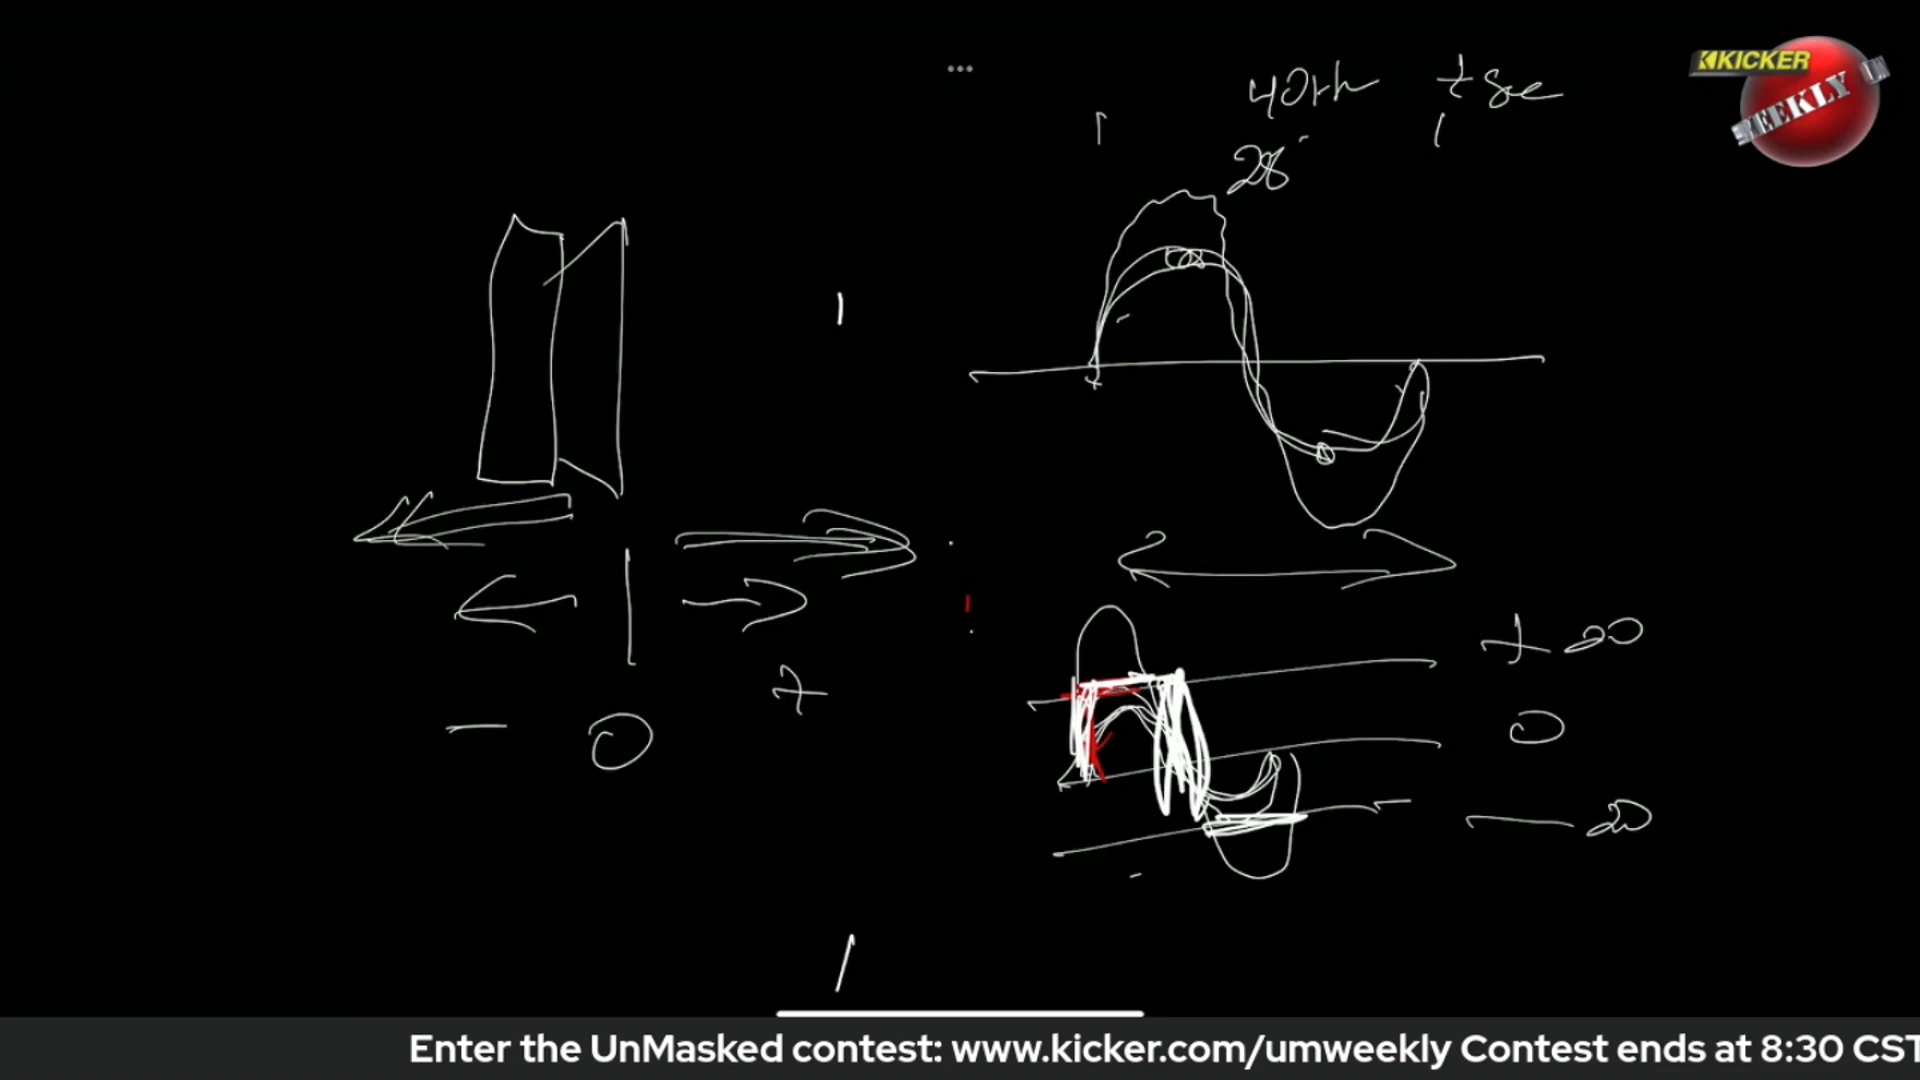 KICKER
WEEKLY UM
28
+ 20
0
- 20
+
- 0
Enter the UnMasked contest: www.kicker.com/umweekly Contest ends at 8:30 CST